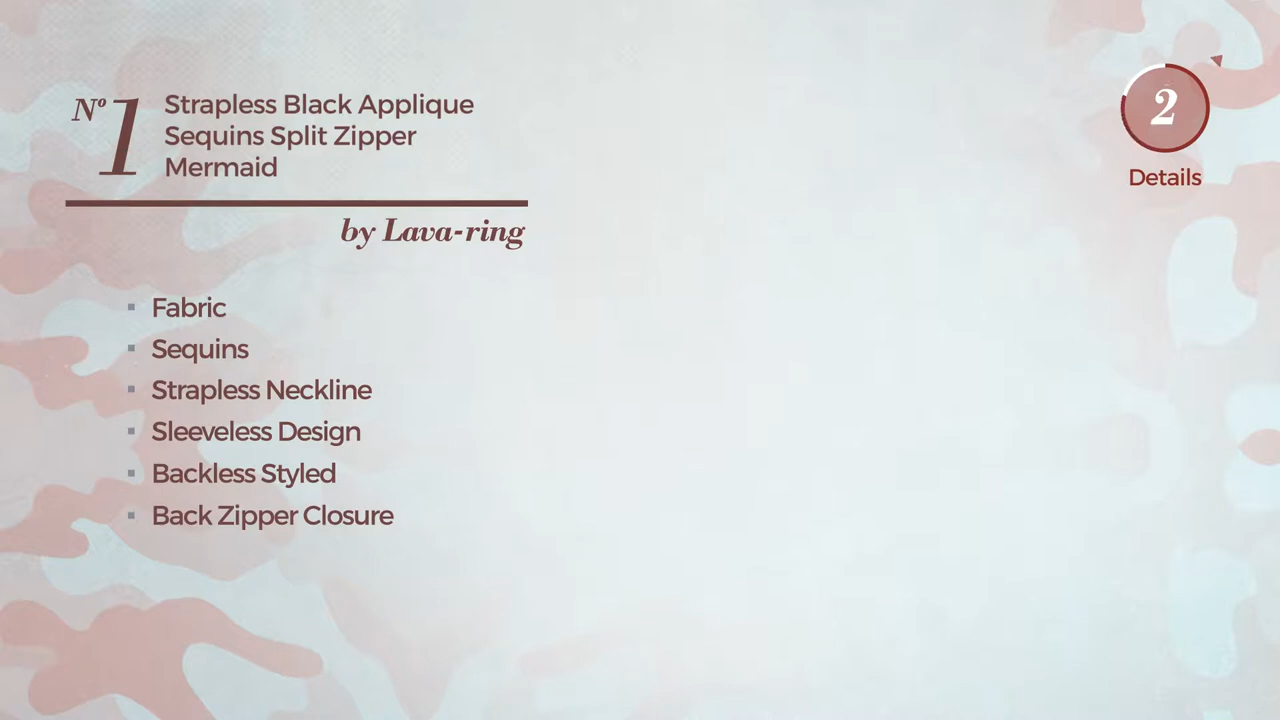 Nº1
Strapless Black Applique
Sequins Split Zipper
Mermaid
by Lava-ring
▪ Fabric
▪ Sequins
▪ Strapless Neckline
▪ Sleeveless Design
▪ Backless Styled
▪ Back Zipper Closure
2
Details